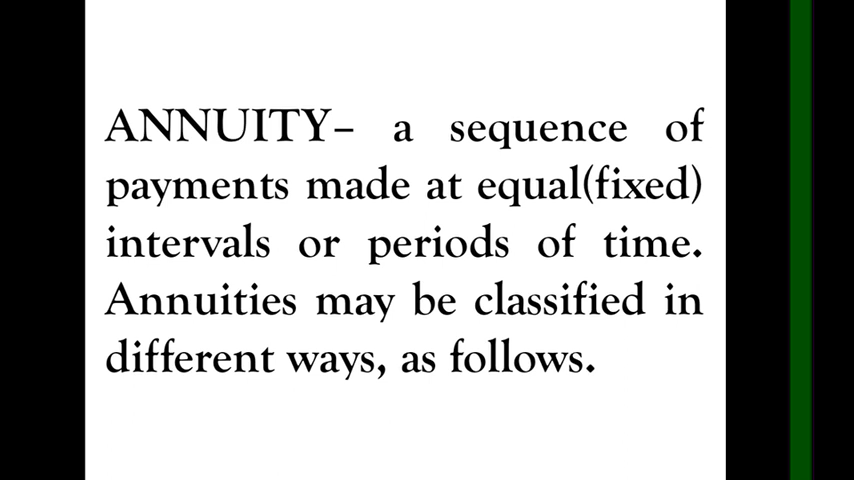 ANNUITY– a sequence of
payments made at equal(fixed)
intervals or periods of time.
Annuities may be classified in
different ways, as follows.